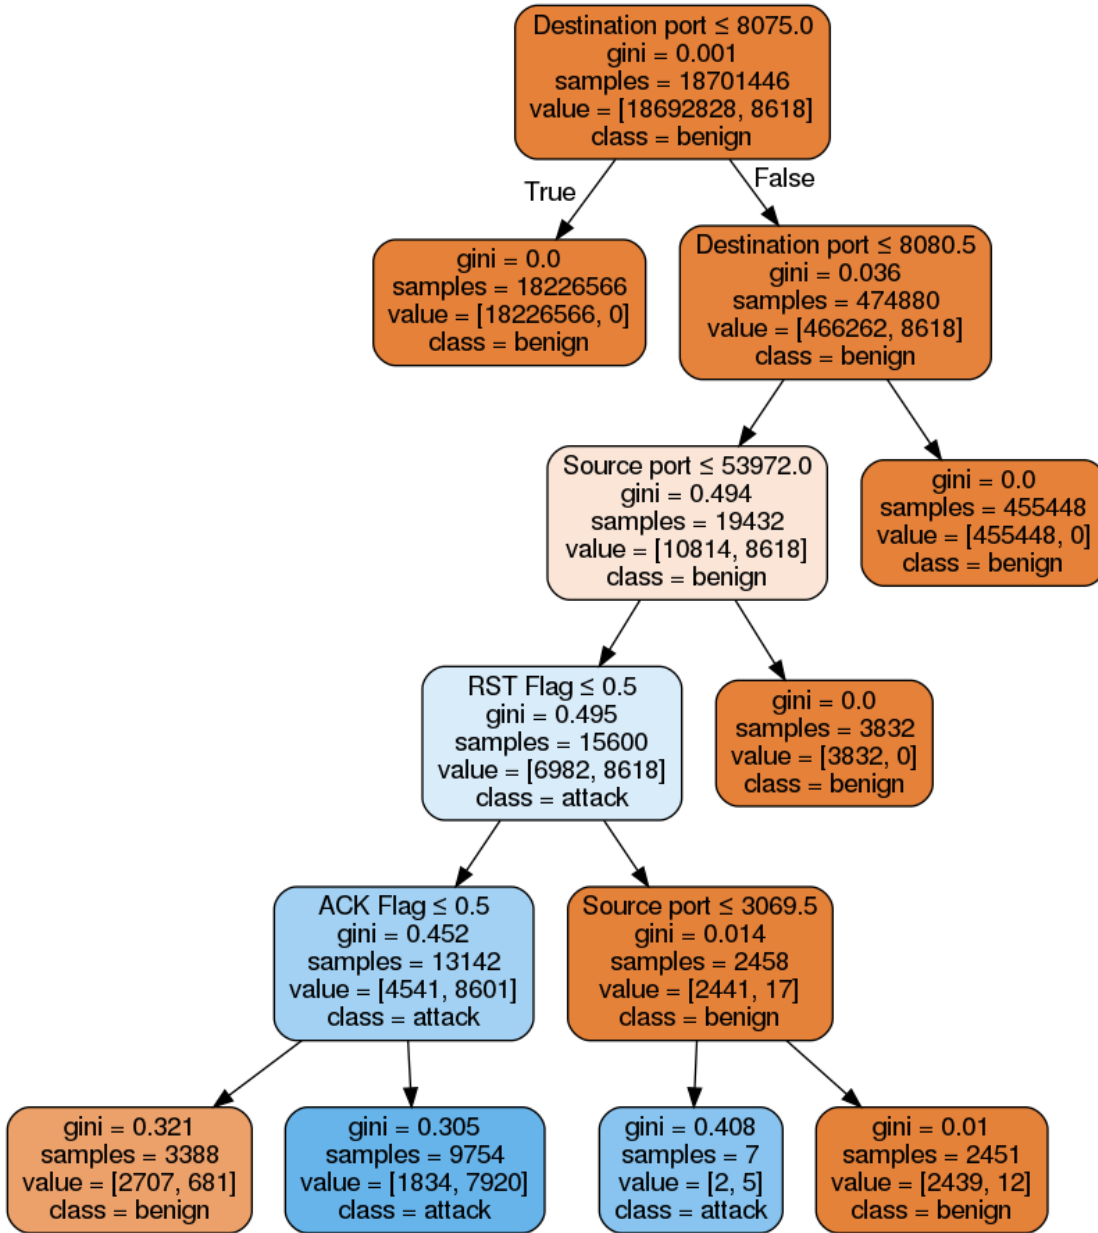 Destination port ≤ 8075.0
gini = 0.001
samples = 18701446
value = [18692828, 8618]
class = benign
True
False
gini = 0.0
samples = 18226566
value = [18226566, 0]
class = benign
Destination port ≤ 8080.5
gini = 0.036
samples = 474880
value = [466262, 8618]
class = benign
Source port ≤ 53972.0
gini = 0.494
samples = 19432
value = [10814, 8618]
class = benign
gini = 0.0
samples = 455448
value = [455448, 0]
class = benign
RST Flag ≤ 0.5
gini = 0.495
samples = 15600
value = [6982, 8618]
class = attack
gini = 0.0
samples = 3832
value = [3832, 0]
class = benign
ACK Flag ≤ 0.5
gini = 0.452
samples = 13142
value = [4541, 8601]
class = attack
Source port ≤ 3069.5
gini = 0.014
samples = 2458
value = [2441, 17]
class = benign
gini = 0.321
samples = 3388
value = [2707, 681]
class = benign
gini = 0.305
samples = 9754
value = [1834, 7920]
class = attack
gini = 0.408
samples = 7
value = [2, 5]
class = attack
gini = 0.01
samples = 2451
value = [2439, 12]
class = benign